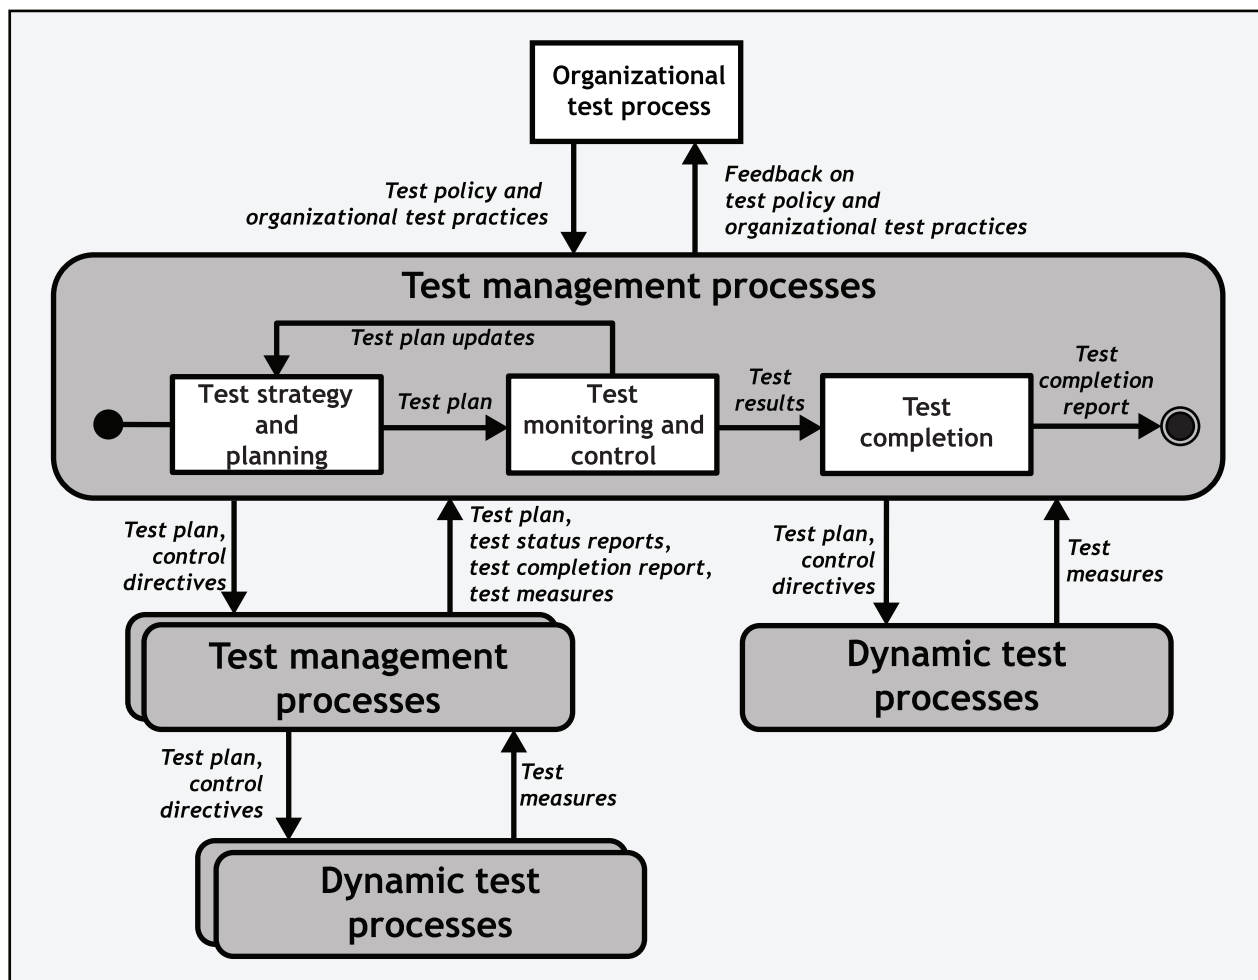 Organizational
test process
Test policy and
organizational test practices
Feedback on
test policy and
organizational test practices
Test management processes
Test plan updates
Test strategy
and
planning
Test plan
Test
monitoring and
control
Test
results
Test
completion
Test
completion
report
Test plan,
control
directives
Test plan,
test status reports,
test completion report,
test measures
Test plan,
control
directives
Test
measures
Test management
processes
Dynamic test
processes
Test plan,
control
directives
Test
measures
Dynamic test
processes